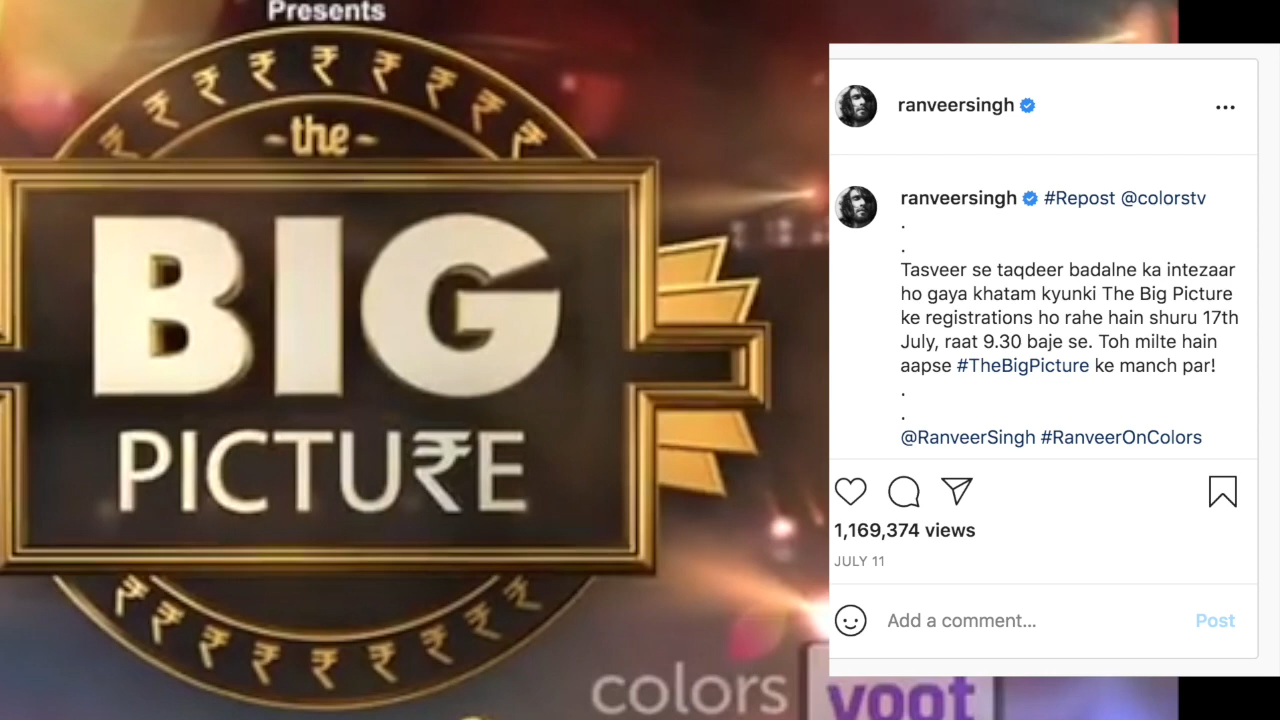 Presents
the
BIG
PICTU₹E
colors
voot
ranveersingh
ranveersingh #Repost @colorstv
.
.
Tasveer se taqdeer badalne ka intezaar
ho gaya khatam kyunki The Big Picture
ke registrations ho rahe hain shuru 17th
July, raat 9.30 baje se. Toh milte hain
aapse #TheBigPicture ke manch par!
.
.
@RanveerSingh #RanveerOnColors
1,169,374 views
JULY 11
Add a comment... Post